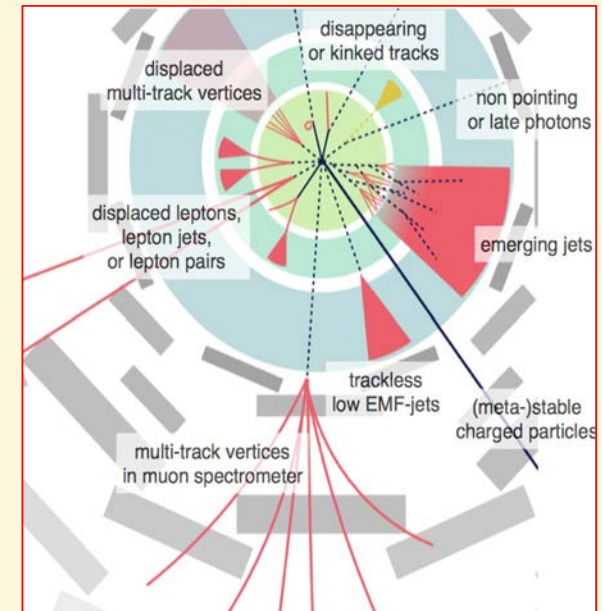 disappearing
or kinked tracks
displaced
multi-track vertices
non pointing
or late photons
displaced leptons,
lepton jets,
or lepton pairs
emerging jets
trackless
low EMF-jets
(meta-)stable
charged particles
multi-track vertices
in muon spectrometer